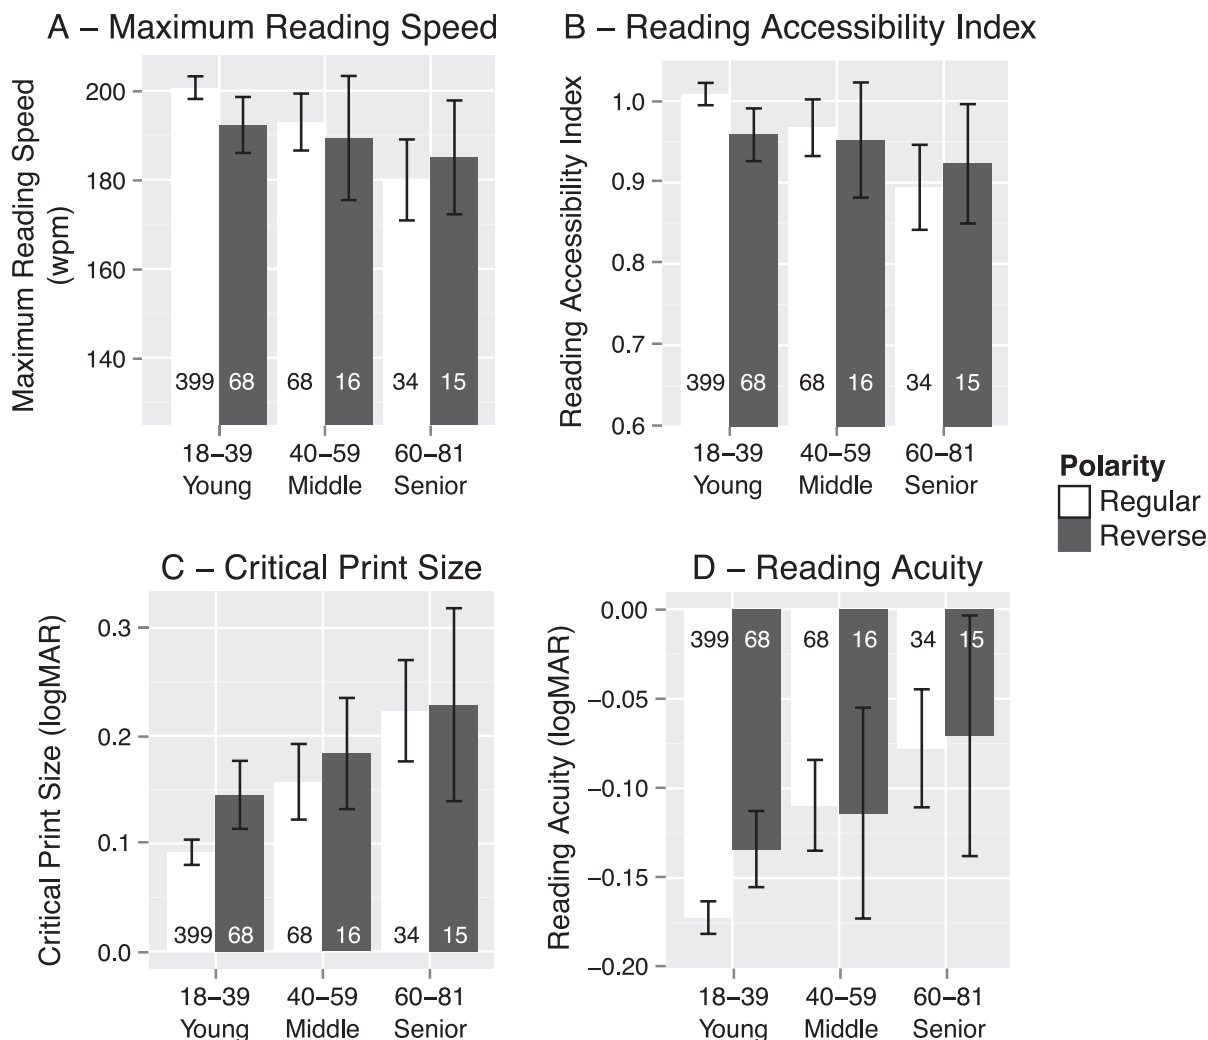 A – Maximum Reading Speed
Maximum Reading Speed
(wpm)
200
180
160
140
399 68 68 16 34 15
18–39 40–59 60–81
Young Middle Senior
B – Reading Accessibility Index
Reading Accessibility Index
1.0
0.9
0.8
0.7
0.6
399 68 68 16 34 15
18–39 40–59 60–81
Young Middle Senior
Polarity
Regular
Reverse
C – Critical Print Size
Critical Print Size (logMAR)
0.3
0.2
0.1
0.0
399 68 68 16 34 15
18–39 40–59 60–81
Young Middle Senior
D – Reading Acuity
Reading Acuity (logMAR)
0.00
−0.05
−0.10
−0.15
−0.20
399 68 68 16 34 15
18–39 40–59 60–81
Young Middle Senior